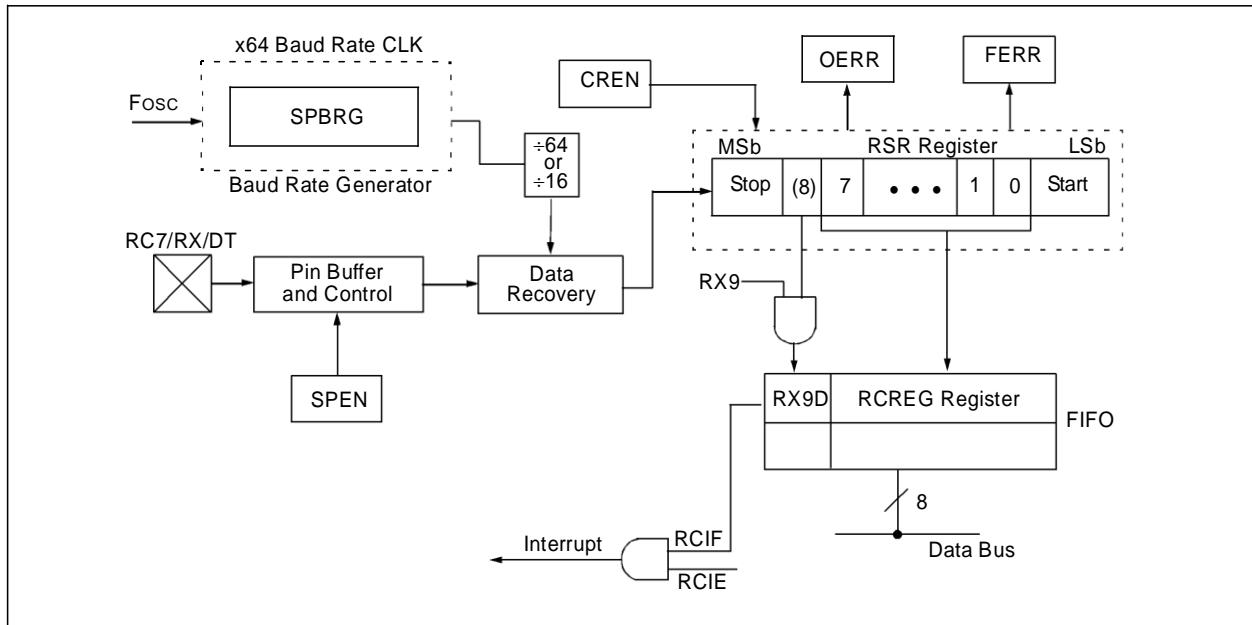 x64 Baud Rate CLK
FOSC
SPBRG
Baud Rate Generator
÷64
or
÷16
CREN
OERR
FERR
MSb
RSR Register
LSb
Stop
(8)
7
• • •
1
0
Start
RC7/RX/DT
Pin Buffer
and Control
Data
Recovery
RX9
SPEN
RX9D
RCREG Register
FIFO
8
Data Bus
Interrupt
RCIF
RCIE